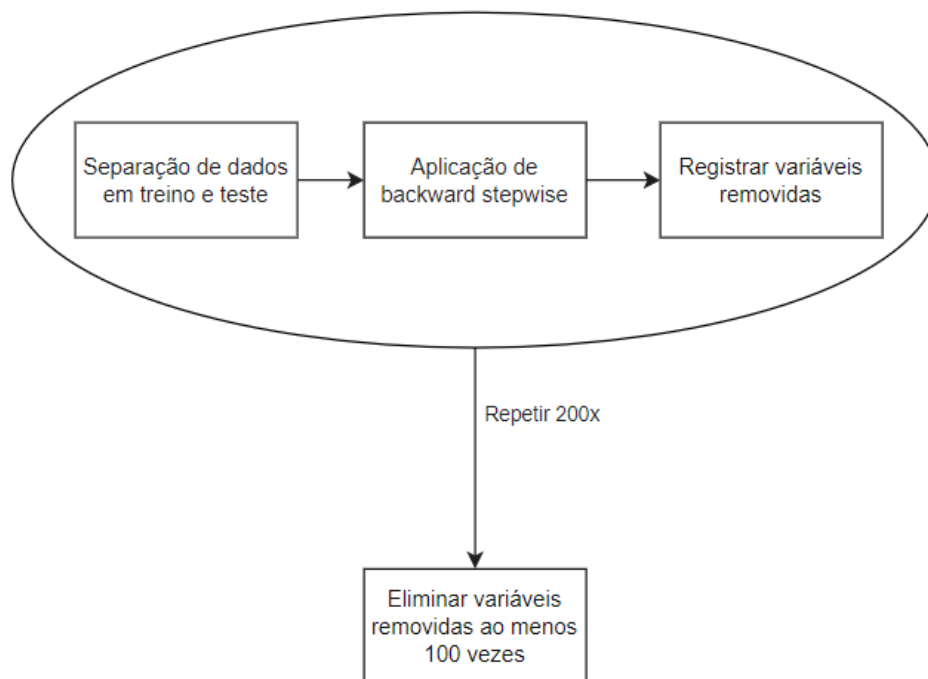 Separação de dados
em treino e teste
Aplicação de
backward stepwise
Registrar variáveis
removidas
Repetir 200x
Eliminar variáveis
removidas ao menos
100 vezes